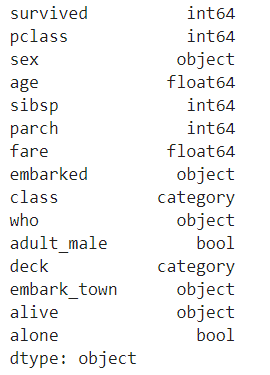 survived int64
pclass int64
sex object
age float64
sibsp int64
parch int64
fare float64
embarked object
class category
who object
adult_male bool
deck category
embark_town object
alive object
alone bool
dtype: object